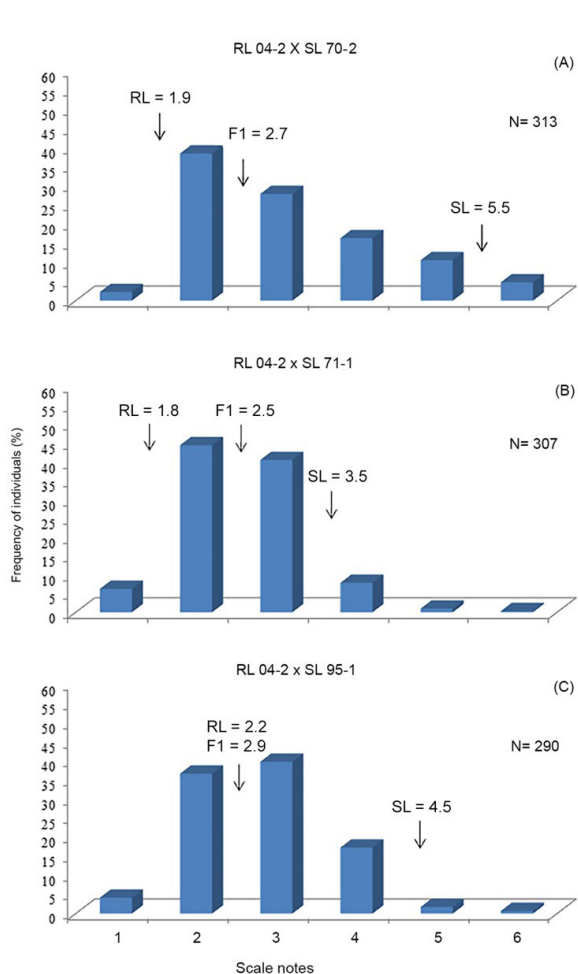 RL 04-2 X SL 70-2
(A)
60
55
50
45
40
35
30
25
20
15
10
5
0
RL = 1.9
F1 = 2.7
N= 313
SL = 5.5
RL 04-2 x SL 71-1
(B)
60
55
50
45
40
35
30
25
20
15
10
5
0
RL = 1.8
F1 = 2.5
N= 307
SL = 3.5
Frequency of individuals (%)
RL 04-2 x SL 95-1
(C)
60
55
50
45
40
35
30
25
20
15
10
5
0
RL = 2.2
F1 = 2.9
N= 290
SL = 4.5
1 2 3 4 5 6
Scale notes